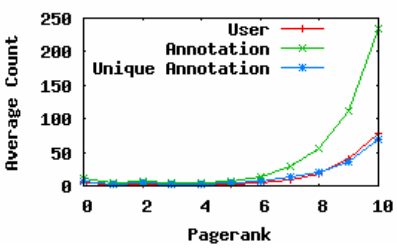 250
200
150
100
50
0
Average Count
User
Annotation
Unique Annotation
0 2 4 6 8 10
Pagerank